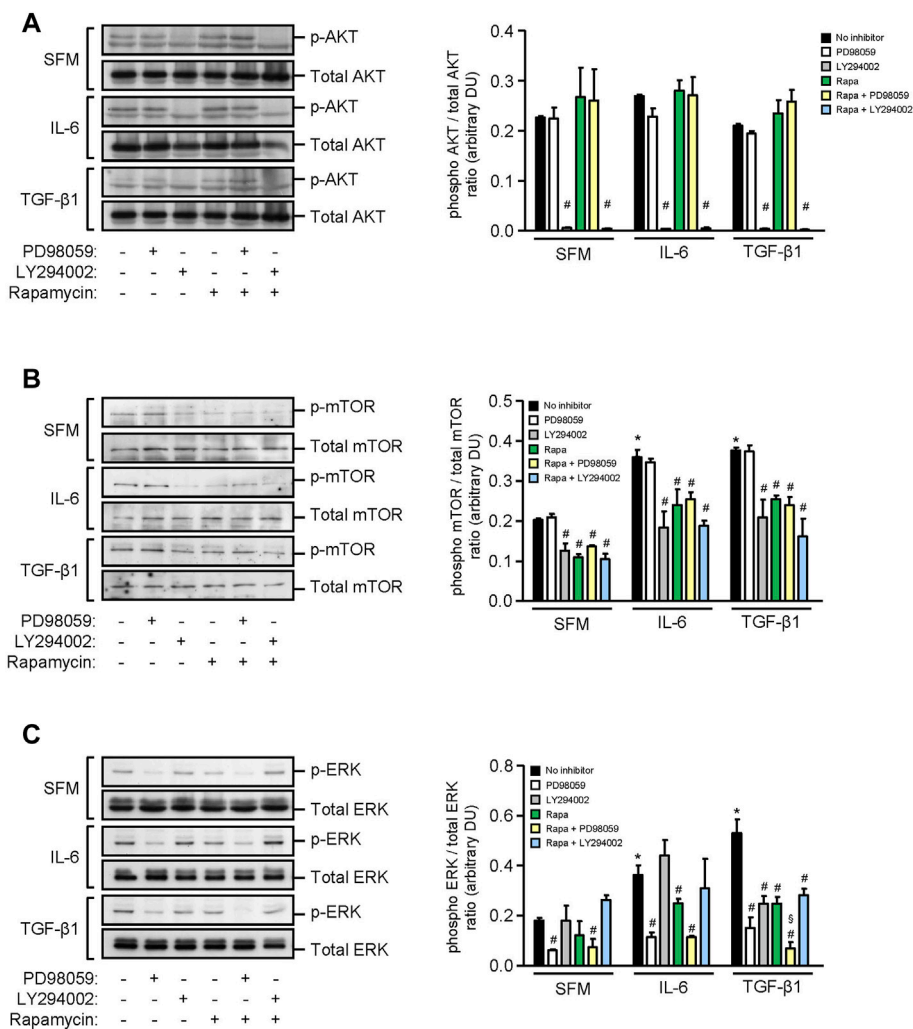 A
SFM
p-AKT
Total AKT
IL-6
p-AKT
Total AKT
TGF-β1
p-AKT
Total AKT
PD98059: - + - - + -
LY294002: - - + - - +
Rapamycin: - - - + + +
phospho AKT / total AKT
ratio (arbitrary DU)
0.4
0.3
0.2
0.1
0.0
# # # # # #
SFM IL-6 TGF-β1
No inhibitor
PD98059
LY294002
Rapa
Rapa + PD98059
Rapa + LY294002
B
SFM
p-mTOR
Total mTOR
IL-6
p-mTOR
Total mTOR
TGF-β1
p-mTOR
Total mTOR
PD98059: - + - - + -
LY294002: - - + - - +
Rapamycin: - - - + + +
phospho mTOR / total mTOR
ratio (arbitrary DU)
0.5
0.4
0.3
0.2
0.1
0.0
No inhibitor
PD98059
LY294002
Rapa
Rapa + PD98059
Rapa + LY294002
# # # # * # # # # * # # # #
SFM IL-6 TGF-β1
C
SFM
p-ERK
Total ERK
IL-6
p-ERK
Total ERK
TGF-β1
p-ERK
Total ERK
PD98059: - + - - + -
LY294002: - - + - - +
Rapamycin: - - - + + +
phospho ERK / total ERK
ratio (arbitrary DU)
0.8
0.6
0.4
0.2
0.0
No inhibitor
PD98059
LY294002
Rapa
Rapa + PD98059
Rapa + LY294002
# # * # # # * # # # § # #
SFM IL-6 TGF-β1